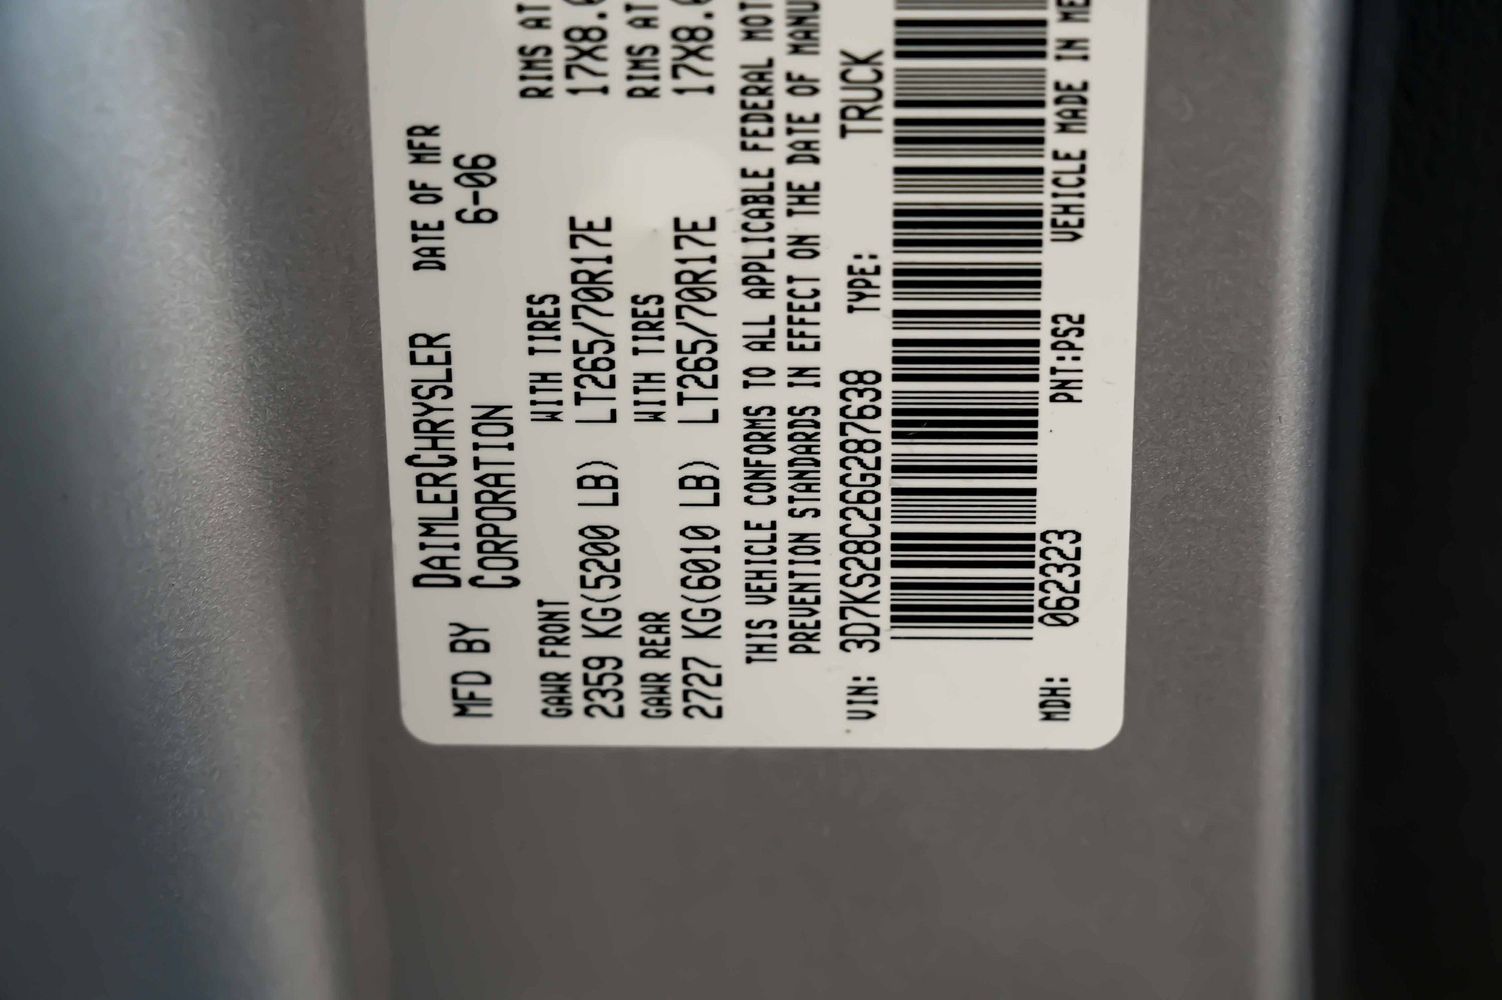 MFD BY DAIMLERCHRYSLER CORPORATION
DATE OF MFR
6-06
GAWR FRONT WITH TIRES RIMS AT
2359 KG(5200 LB) LT265/70R17E 17X8.0
GAWR REAR WITH TIRES RIMS AT
2727 KG(6010 LB) LT265/70R17E 17X8.0
THIS VEHICLE CONFORMS TO ALL APPLICABLE FEDERAL MOT
PREVENTION STANDARDS IN EFFECT ON THE DATE OF MANU
VIN: 3D7KS28C26G287638 TYPE: TRUCK
MDH: 062323 PNT:PS2 VEHICLE MADE IN ME